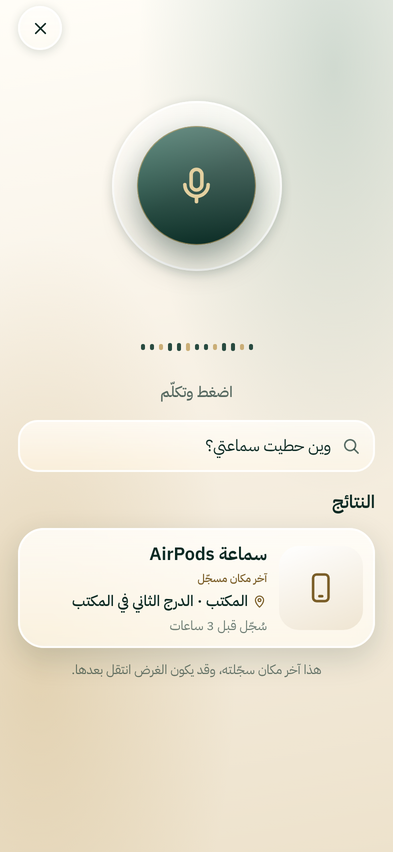 اضغط وتكلّم
وين حطيت سماعتي؟
النتائج
سماعة AirPods
آخر مكان مسجّل
المكتب · الدرج الثاني في المكتب
سُجّل قبل 3 ساعات
هذا آخر مكان سجّلته، وقد يكون الغرض انتقل بعدها.